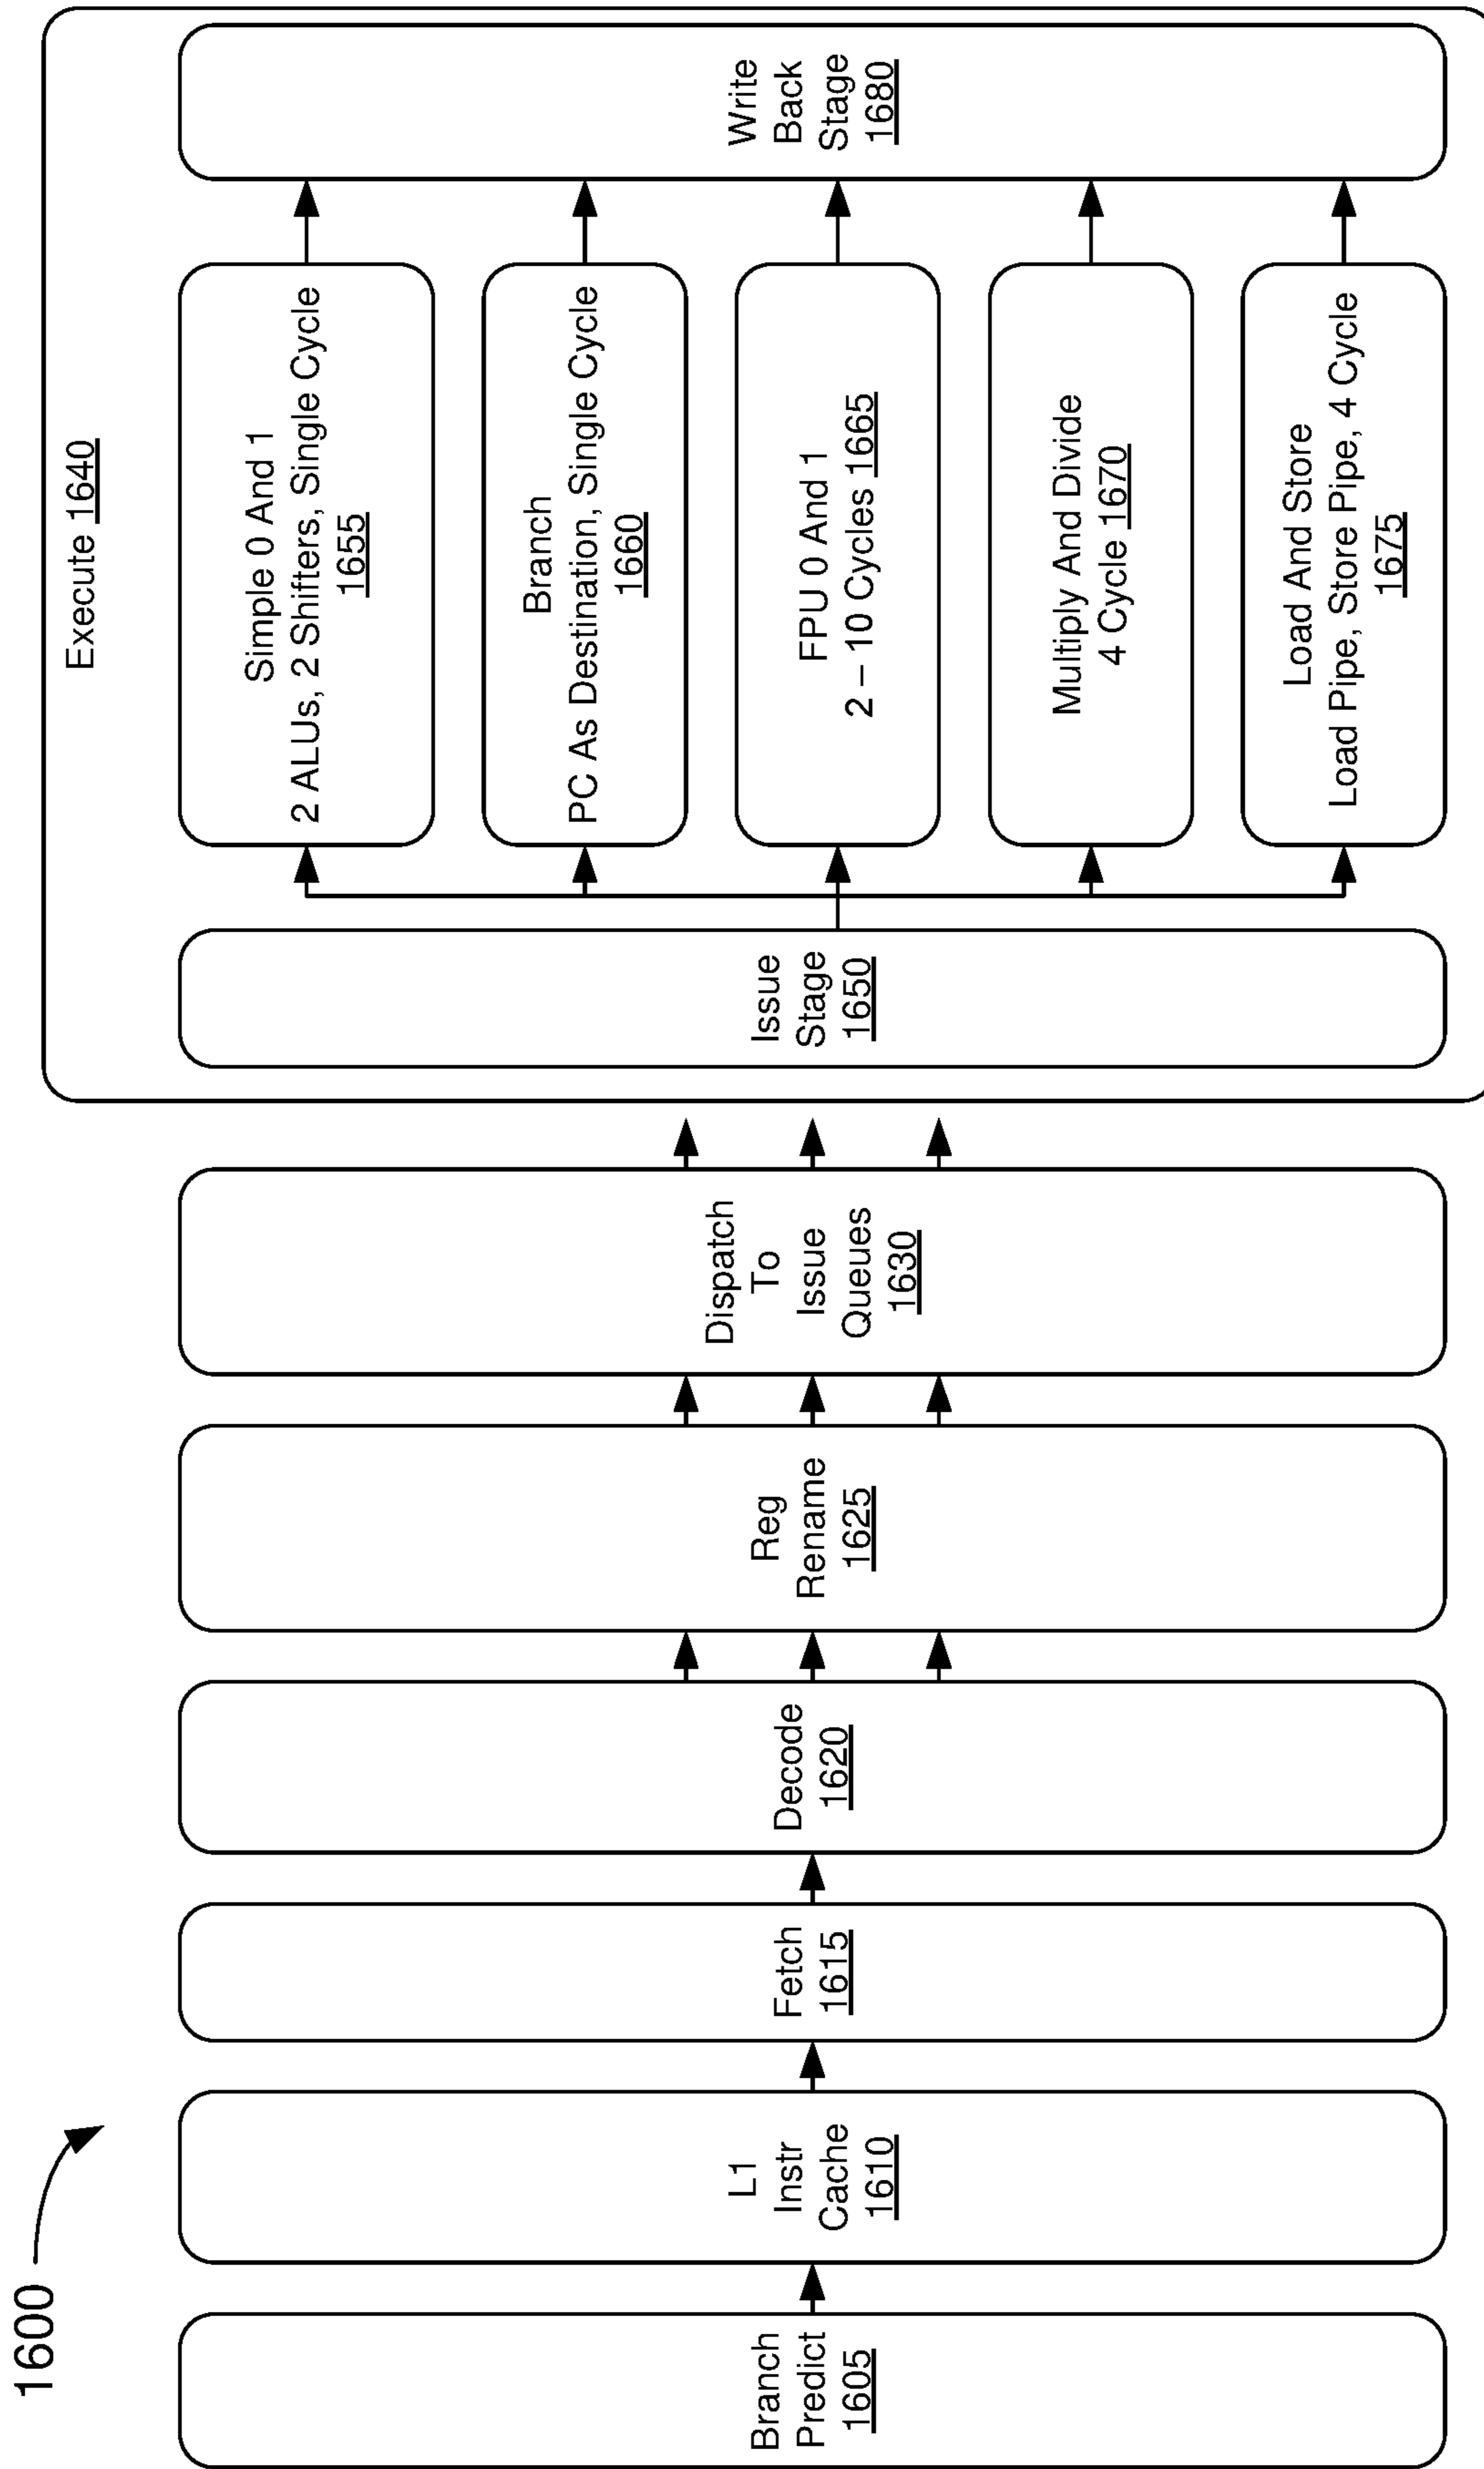 1600
Branch
Predict
1605
L1
Instr
Cache
1610
Fetch
1615
Decode
1620
Reg
Rename
1625
Dispatch
To
Issue
Queues
1630
Execute 1640
Issue
Stage
1650
Simple 0 And 1
2 ALUs, 2 Shifters, Single Cycle
1655
Branch
PC As Destination, Single Cycle
1660
FPU 0 And 1
2 – 10 Cycles 1665
Multiply And Divide
4 Cycle 1670
Load And Store
Load Pipe, Store Pipe, 4 Cycle
1675
Write
Back
Stage
1680